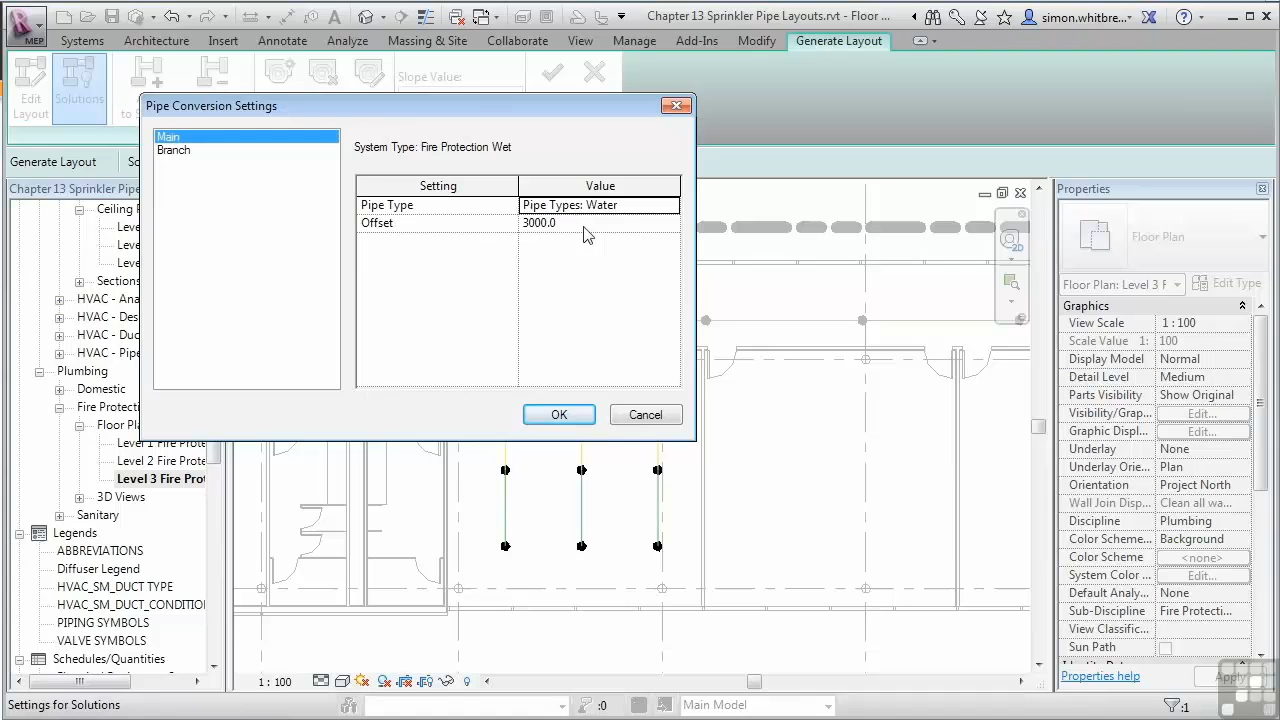 Chapter 13 Sprinkler Pipe Layouts.rvt - Floor ...
simon.whitbre...
MEP
Systems Architecture Insert Annotate Analyze Massing & Site Collaborate View Manage Add-Ins Modify Generate Layout
Edit Layout
Solutions
Slope Value:
Pipe Conversion Settings
Main
Branch
System Type: Fire Protection Wet
Setting Value
Pipe Type Pipe Types: Water
Offset 3000.0
OK Cancel
Generate Layout
Chapter 13 Sprinkler Pipe
Ceiling
Sections
HVAC - Ana
HVAC - Des
HVAC - Duc
HVAC - Pipe
Plumbing
Domestic
Fire Protecti
Floor Pla
Level 1 Fire Prote
Level 2 Fire Prote
Level 3 Fire Prot
3D Views
Sanitary
Legends
ABBREVIATIONS
Diffuser Legend
HVAC_SM_DUCT TYPE
HVAC_SM_DUCT_CONDITION
PIPING SYMBOLS
VALVE SYMBOLS
Schedules/Quantities
2D
Properties
Floor Plan
Floor Plan: Level 3 F Edit Type
Graphics
View Scale 1 : 100
Scale Value 1: 100
Display Model Normal
Detail Level Medium
Parts Visibility Show Original
Visibility/Grap... Edit...
Graphic Displ... Edit...
Underlay None
Underlay Orie... Plan
Orientation Project North
Wall Join Disp... Clean all wa...
Discipline Plumbing
Color Schem... Background
Color Scheme <none>
System Color ... Edit...
Default Analy... None
Sub-Discipline Fire Protecti...
View Classific...
Sun Path
Properties help Apply
1 : 100
Settings for Solutions
:0
Main Model
:1